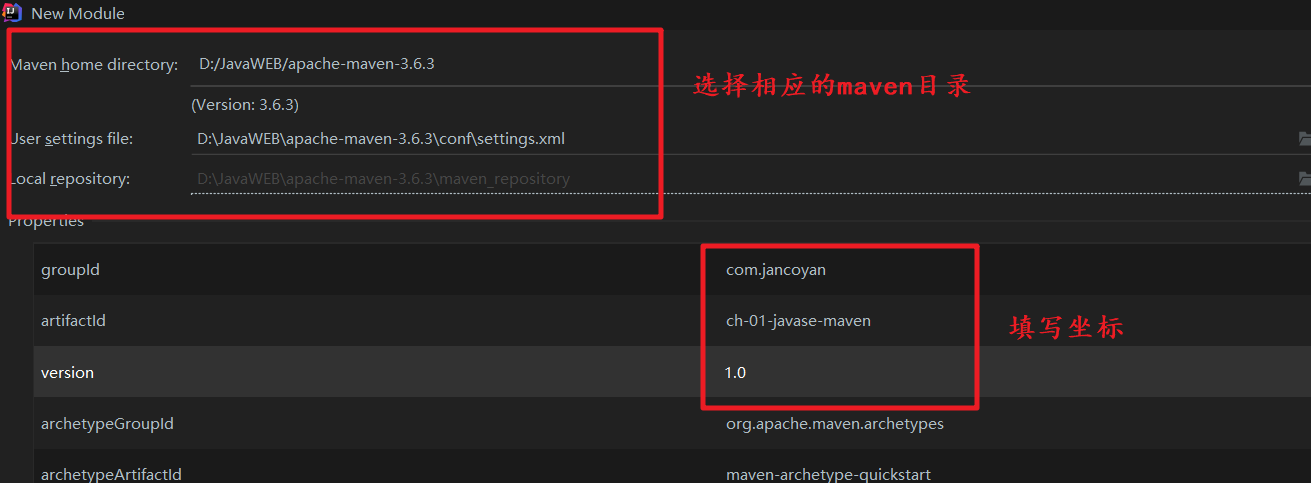 New Module
Maven home directory: D:/JavaWEB/apache-maven-3.6.3
选择相应的maven目录
(Version: 3.6.3)
User settings file: D:\JavaWEB\apache-maven-3.6.3\conf\settings.xml
Local repository: D:\JavaWEB\apache-maven-3.6.3\maven_repository
Properties
groupId com.jancoyan
artifactId ch-01-javase-maven
填写坐标
version 1.0
archetypeGroupId org.apache.maven.archetypes
archetypeArtifactId maven-archetype-quickstart